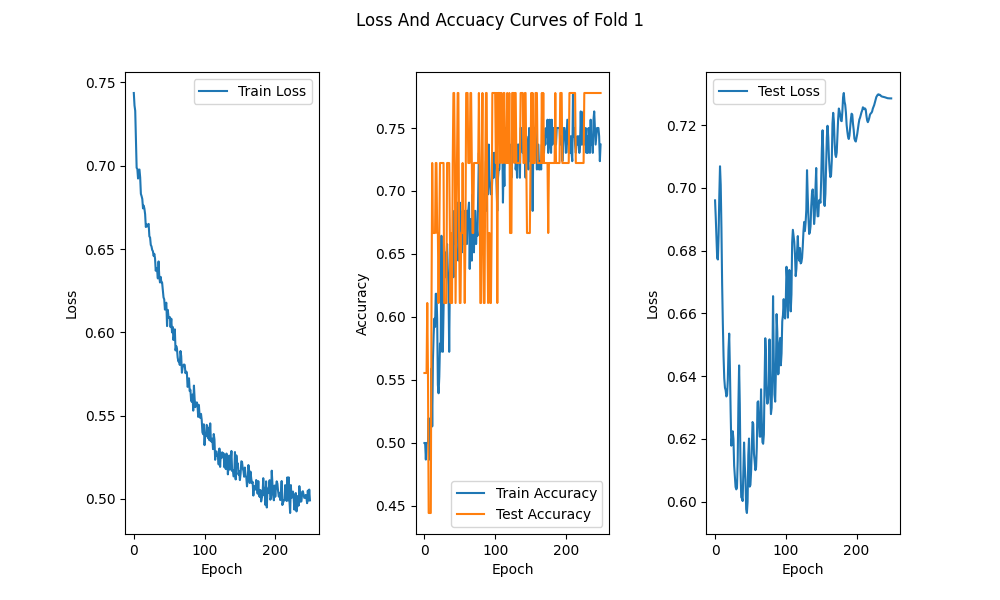 Loss And Accuacy Curves of Fold 1
0.75
0.70
0.65
0.60
0.55
0.50
Loss
0
100
200
Epoch
Train Loss
0.75
0.70
0.65
0.60
0.55
0.50
0.45
Accuracy
0
100
200
Epoch
Train Accuracy
Test Accuracy
0.72
0.70
0.68
0.66
0.64
0.62
0.60
Loss
0
100
200
Epoch
Test Loss